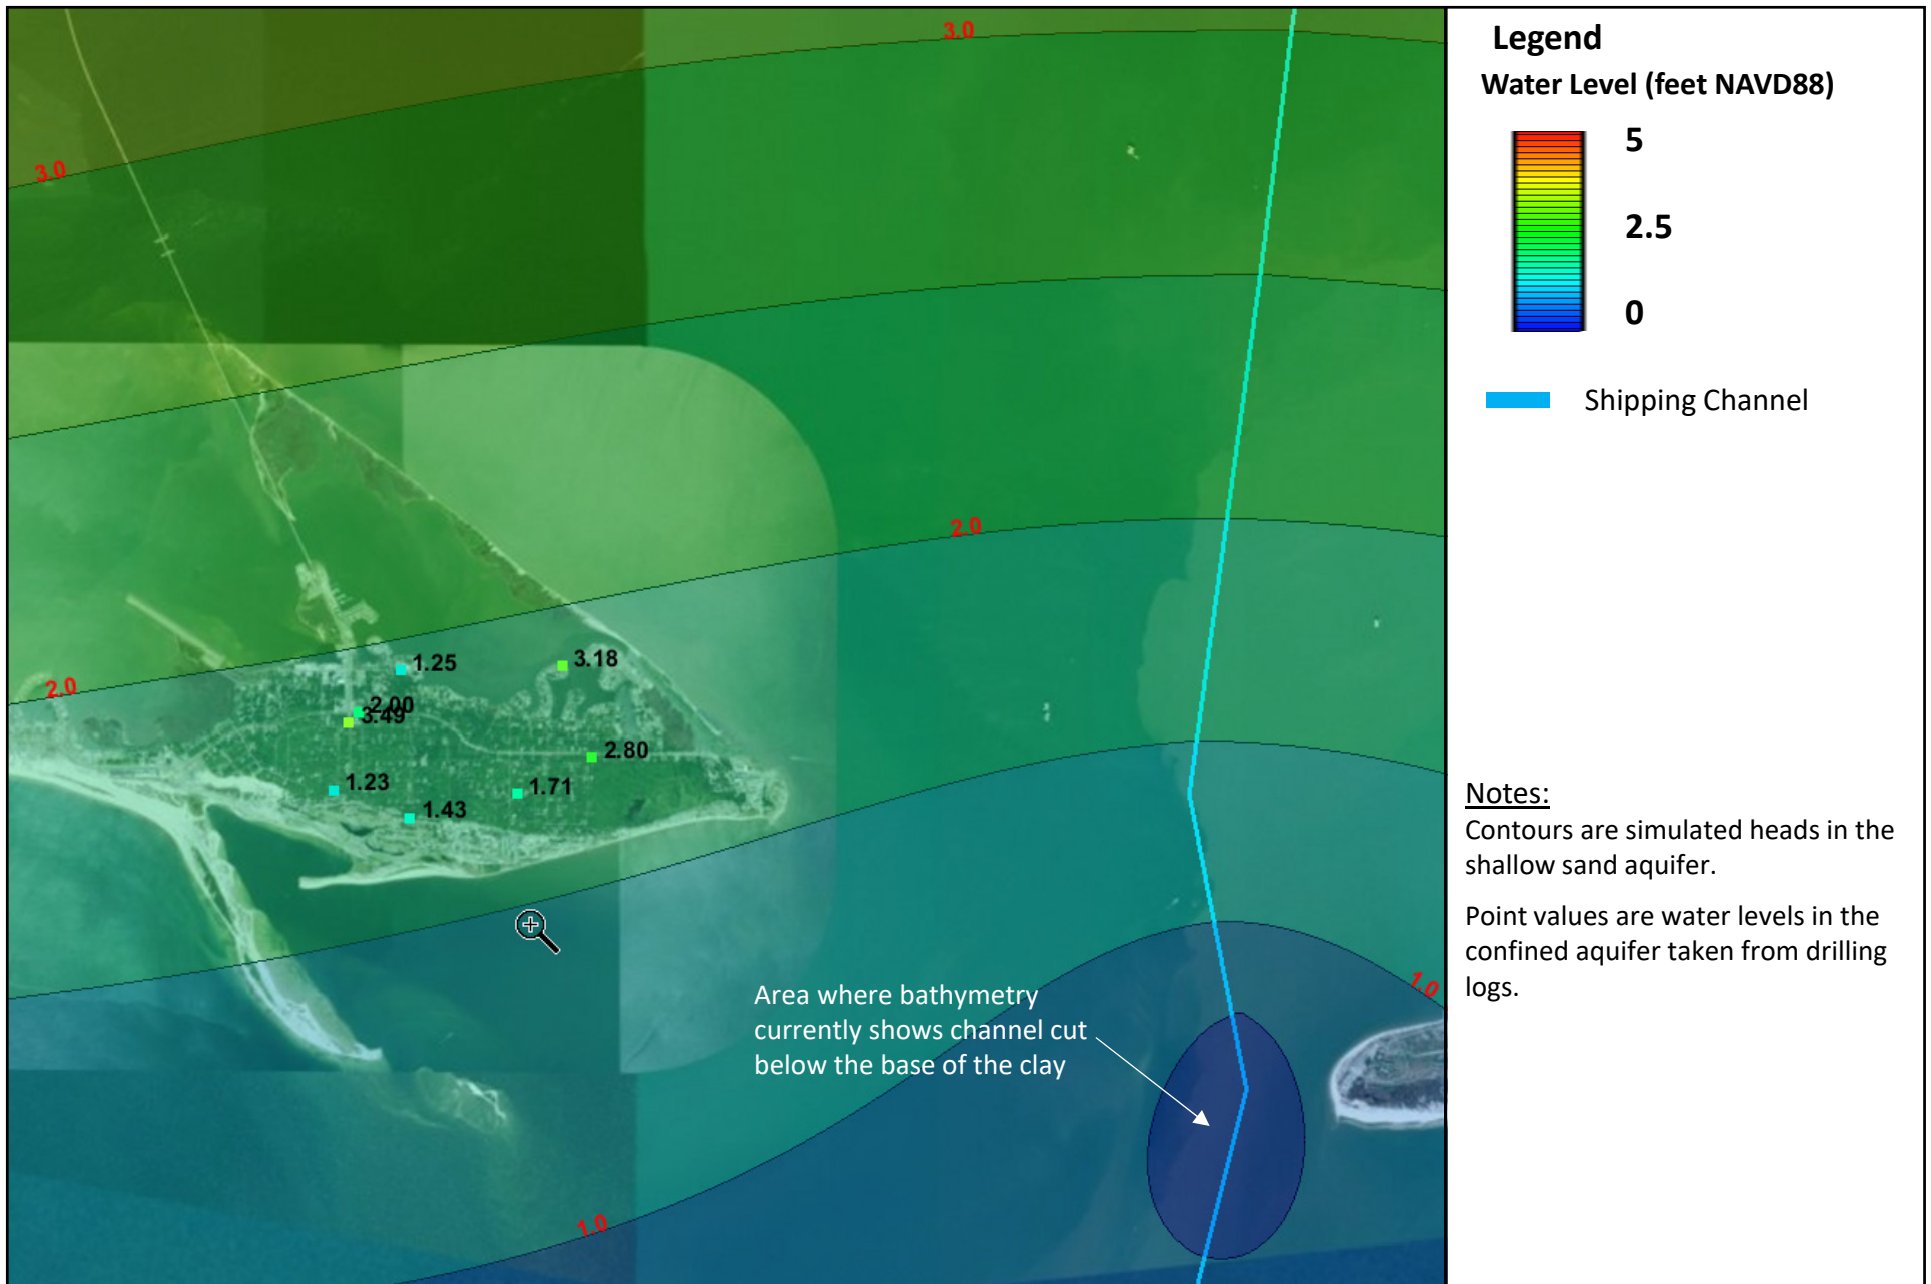 3.0
3.0
2.0
2.0
1.25
3.18
2.00
3.49
2.80
1.23
1.71
1.43
1.0
1.0
Area where bathymetry
currently shows channel cut
below the base of the clay
Legend
Water Level (feet NAVD88)
5
2.5
0
Shipping Channel
Notes:
Contours are simulated heads in the
shallow sand aquifer.
Point values are water levels in the
confined aquifer taken from drilling
logs.